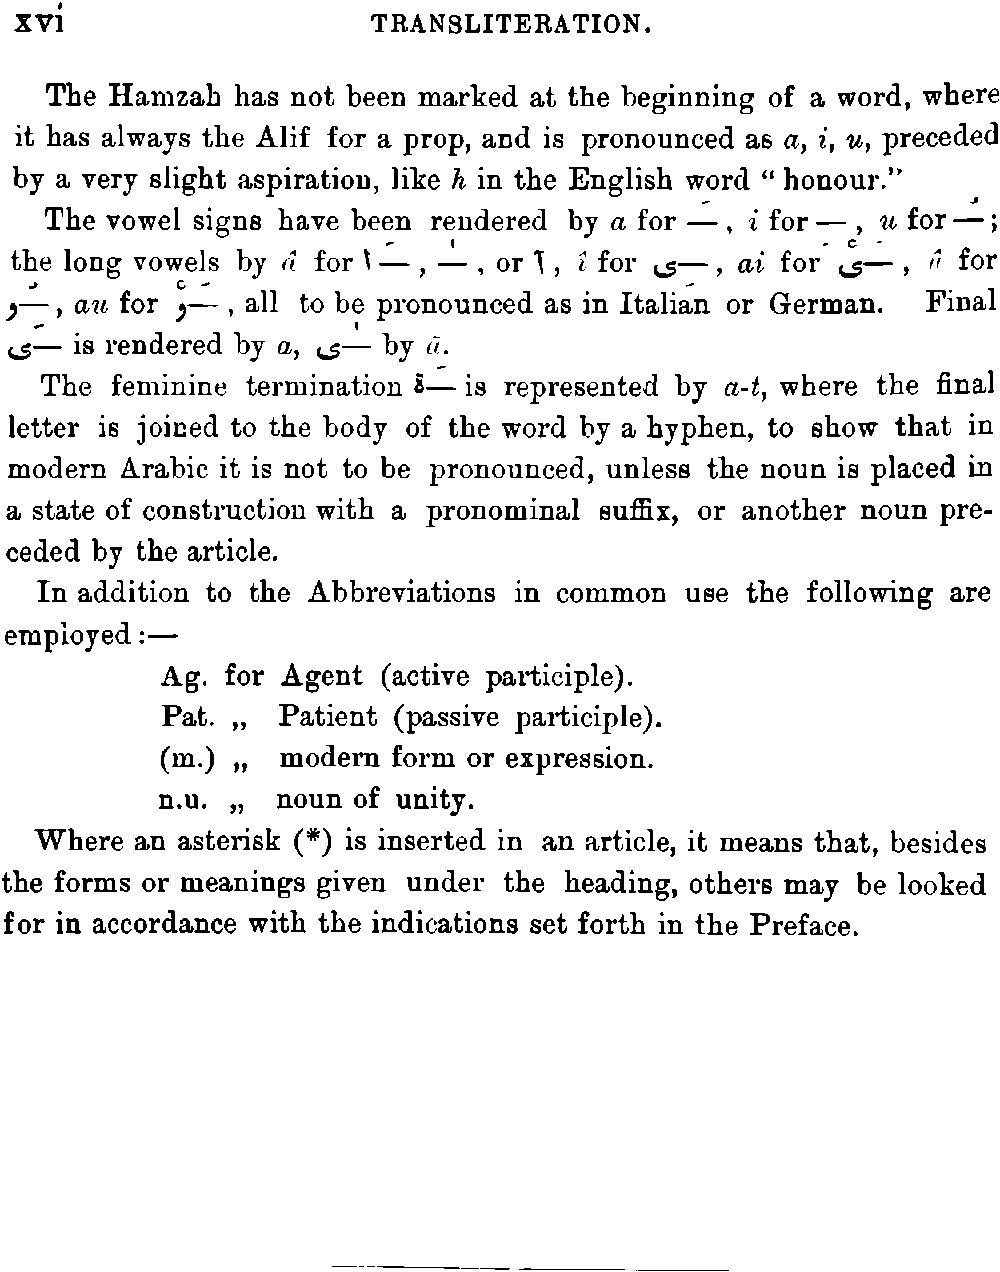 xvi TRANSLITERATION.
The Hamzah has not been marked at the beginning of a word, where
it has always the Alif for a prop, and is pronounced as a, i, u, preceded
by a very slight aspiration, like h in the English word “ honour.”
The vowel signs have been rendered by a for —َ , i for —ِ , u for —ُ ;
the long vowels by â for —َا , —ٰ , or آ , î for —ِى , ai for —َىْ , û for
—ُو , au for —َوْ , all to be pronounced as in Italian or German. Final
—َى is rendered by a, —ٰى by ā.
The feminine termination —َة is represented by a-t, where the final
letter is joined to the body of the word by a hyphen, to show that in
modern Arabic it is not to be pronounced, unless the noun is placed in
a state of construction with a pronominal suffix, or another noun pre-
ceded by the article.
In addition to the Abbreviations in common use the following are
employed :—
Ag. for Agent (active participle).
Pat. „ Patient (passive participle).
(m.) „ modern form or expression.
n.u. „ noun of unity.
Where an asterisk (*) is inserted in an article, it means that, besides
the forms or meanings given under the heading, others may be looked
for in accordance with the indications set forth in the Preface.